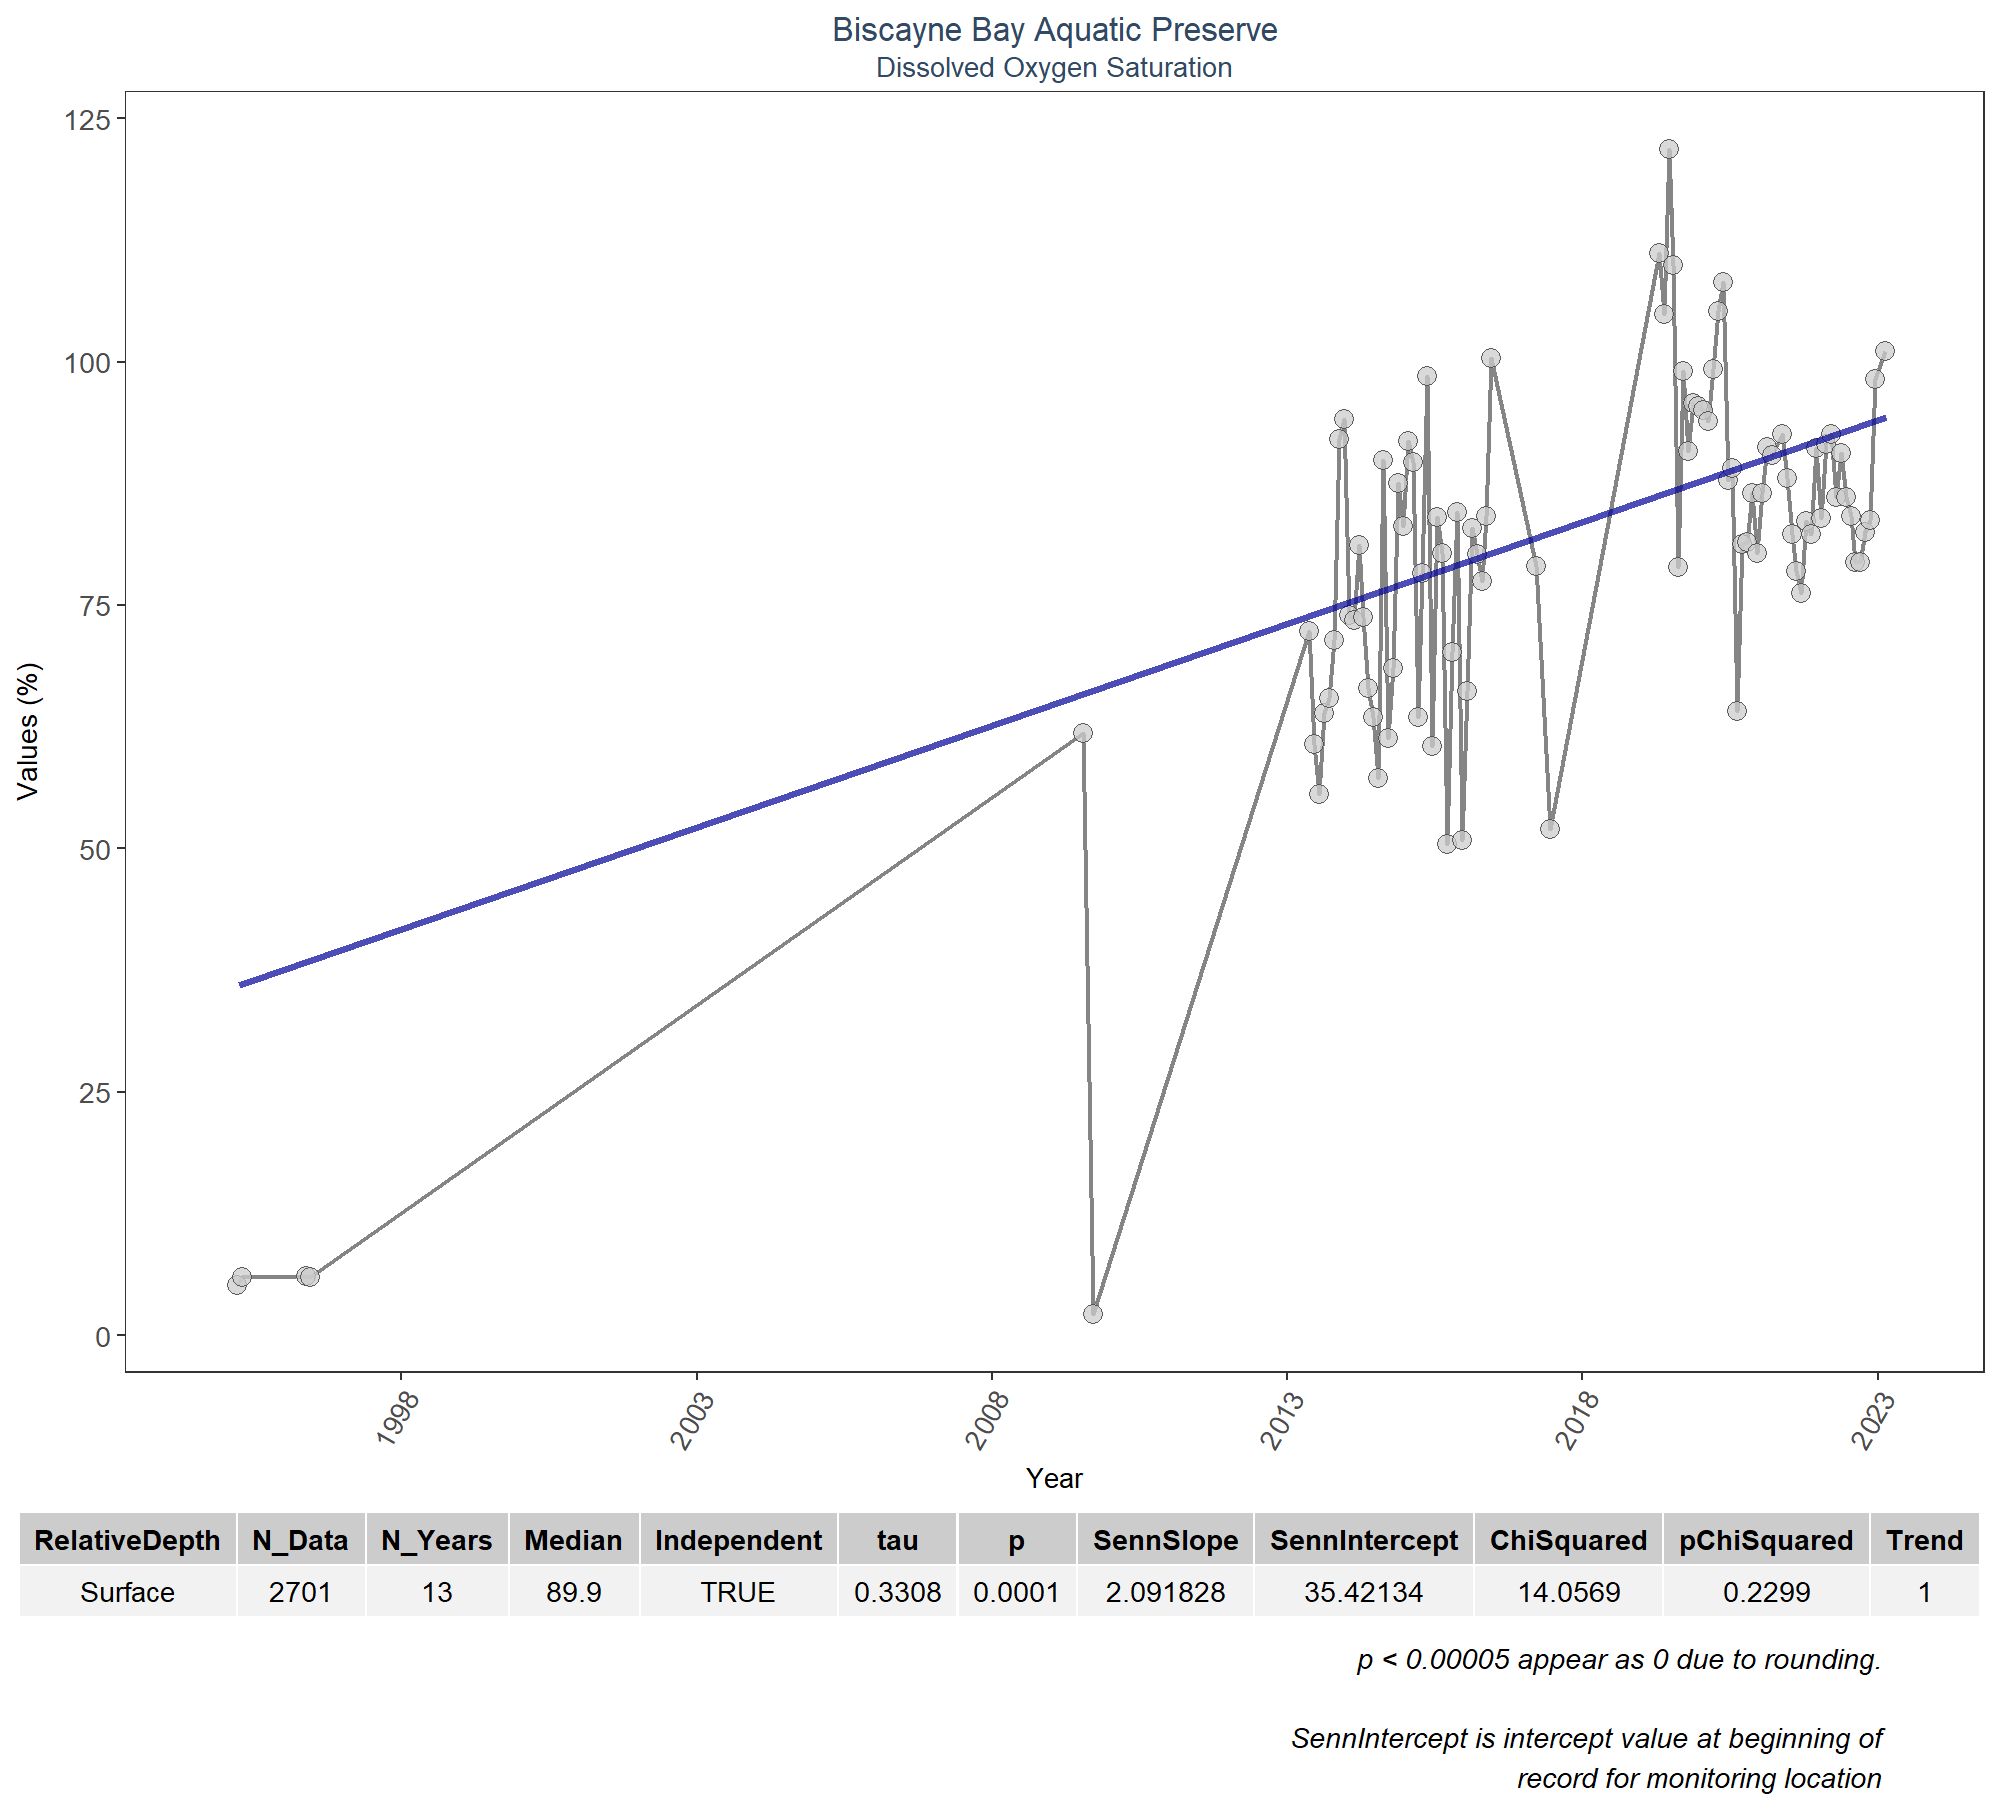 Biscayne Bay Aquatic Preserve
Dissolved Oxygen Saturation
125
100
75
50
25
0
Values (%)
1998
2003
2008
2013
2018
2023
Year
RelativeDepth N_Data N_Years Median Independent tau p SennSlope SennIntercept ChiSquared pChiSquared Trend
Surface 2701 13 89.9 TRUE 0.3308 0.0001 2.091828 35.42134 14.0569 0.2299 1
p < 0.00005 appear as 0 due to rounding.
SennIntercept is intercept value at beginning of
record for monitoring location